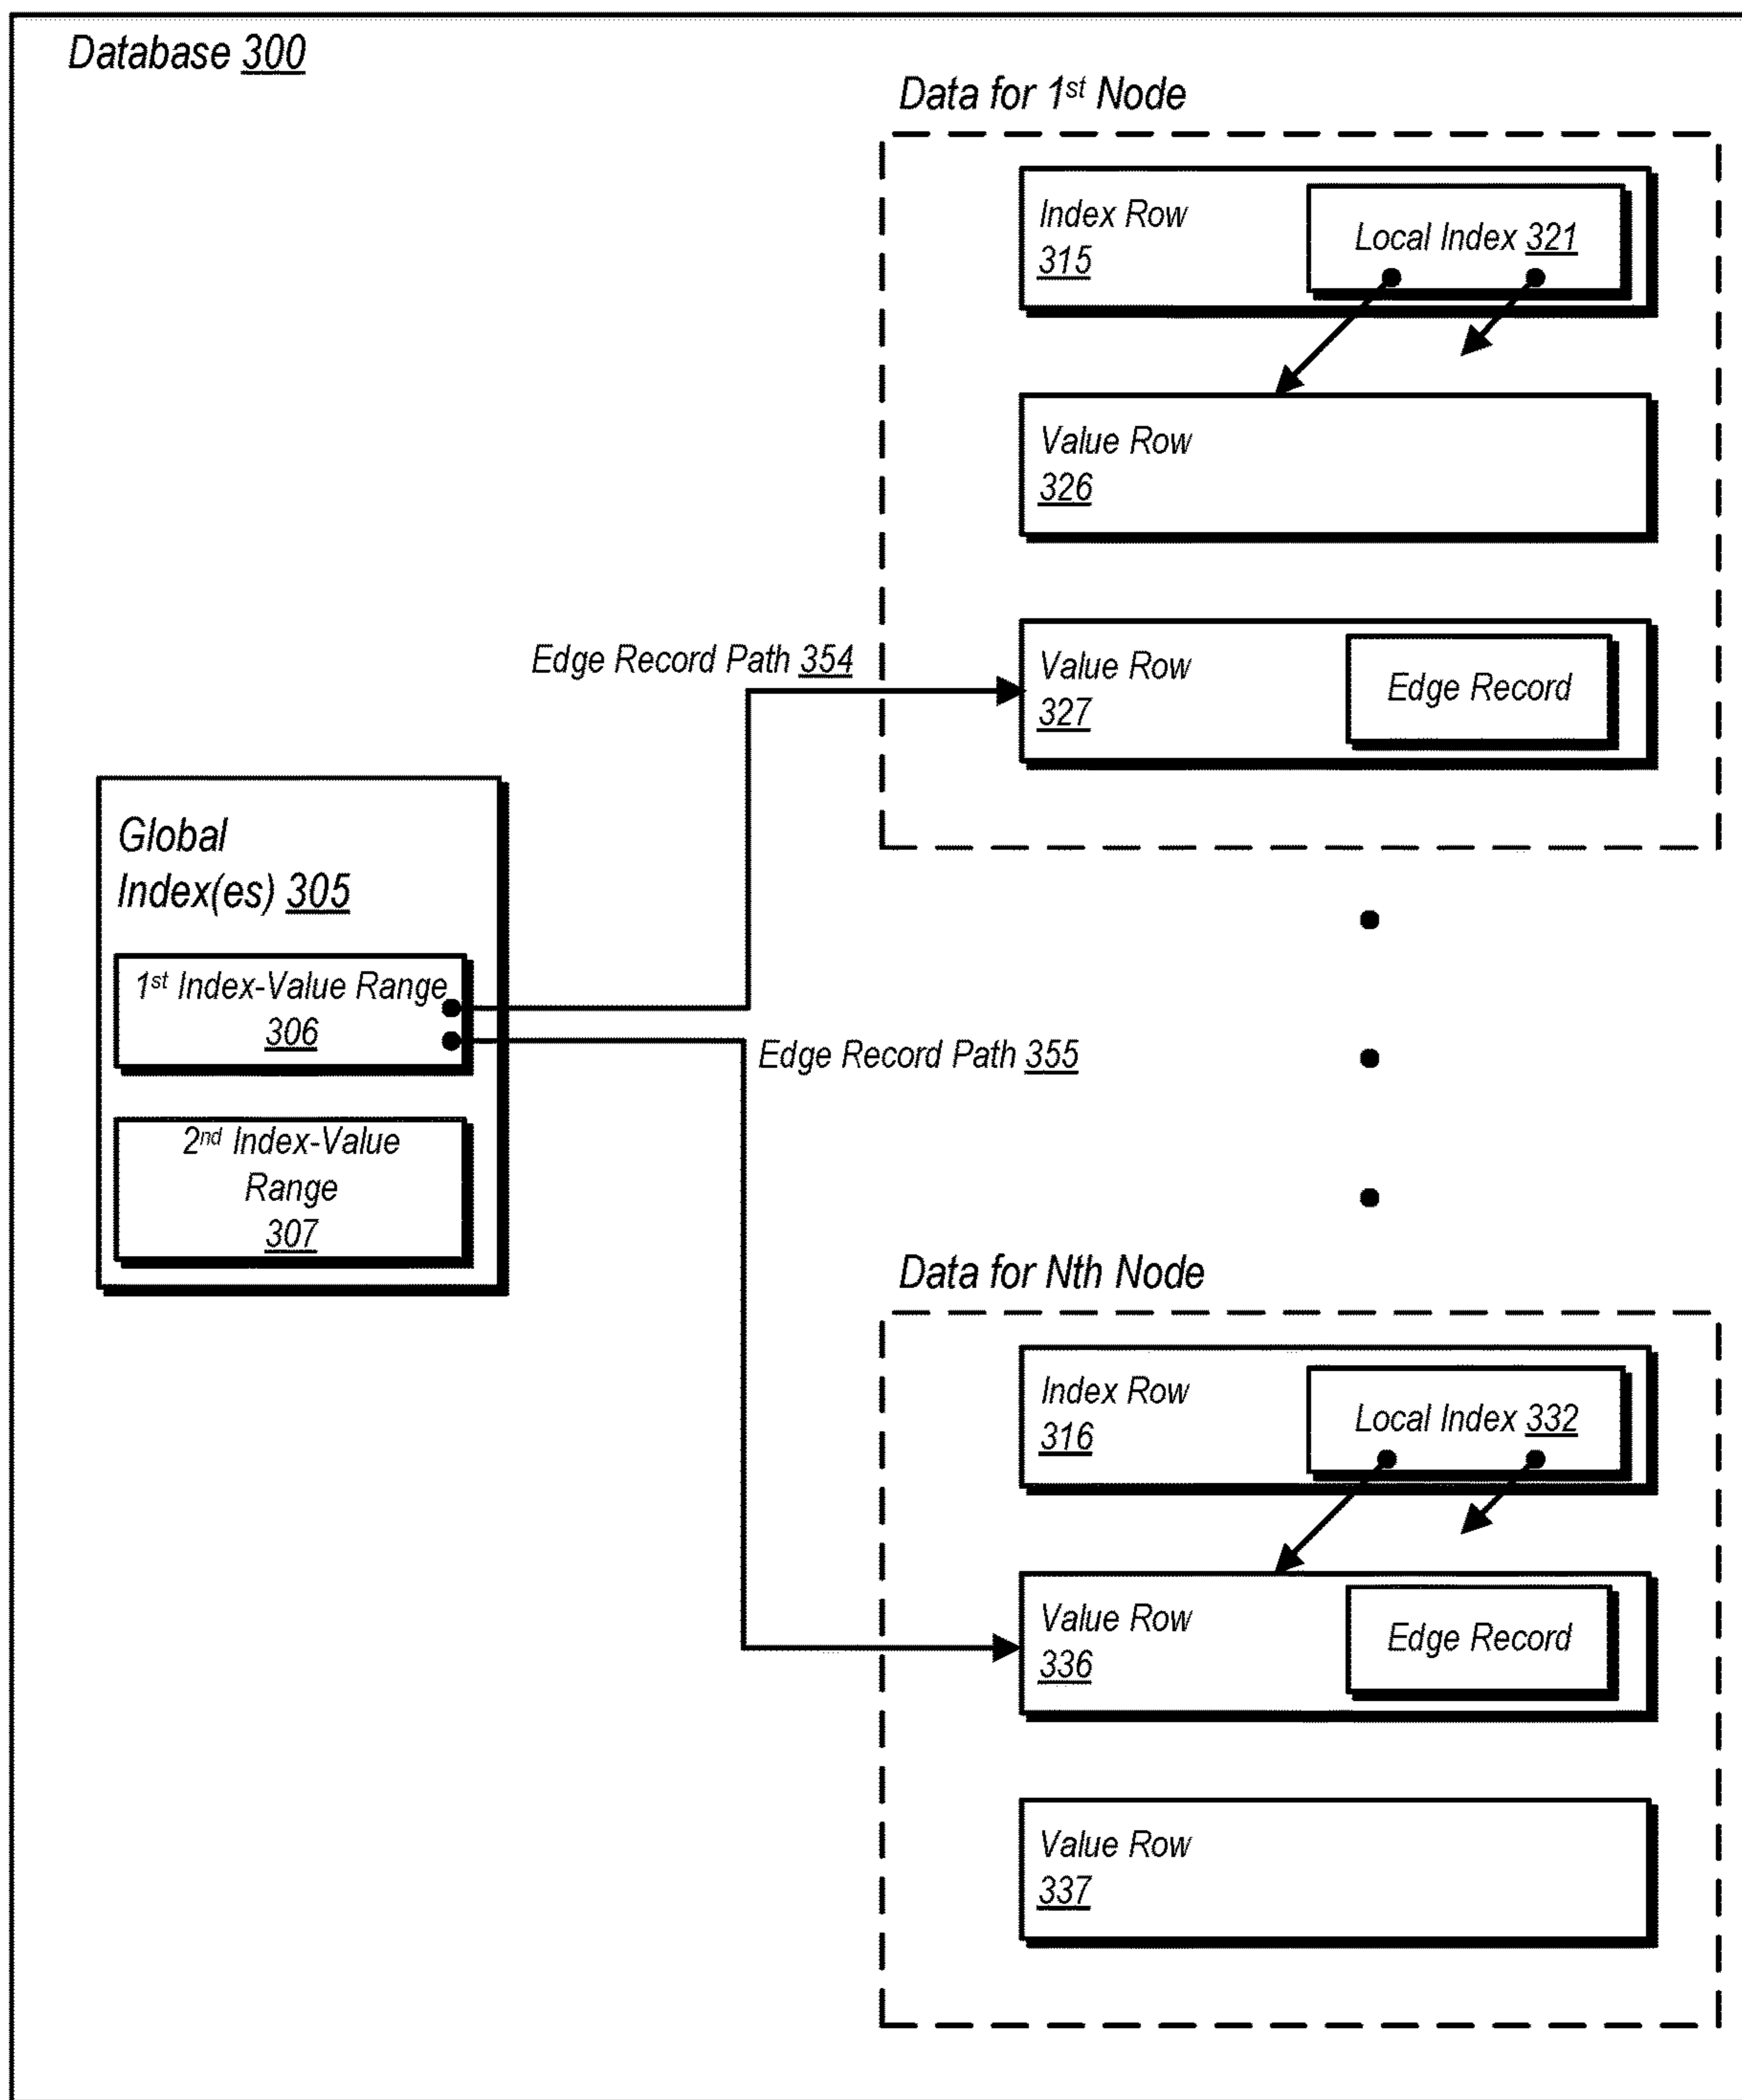 Database 300
Data for 1st Node
Index Row
315
Local Index 321
Value Row
326
Edge Record Path 354
Value Row
327
Edge Record
Global
Index(es) 305
1st Index-Value Range
306
Edge Record Path 355
2nd Index-Value
Range
307
Data for Nth Node
Index Row
316
Local Index 332
Value Row
336
Edge Record
Value Row
337